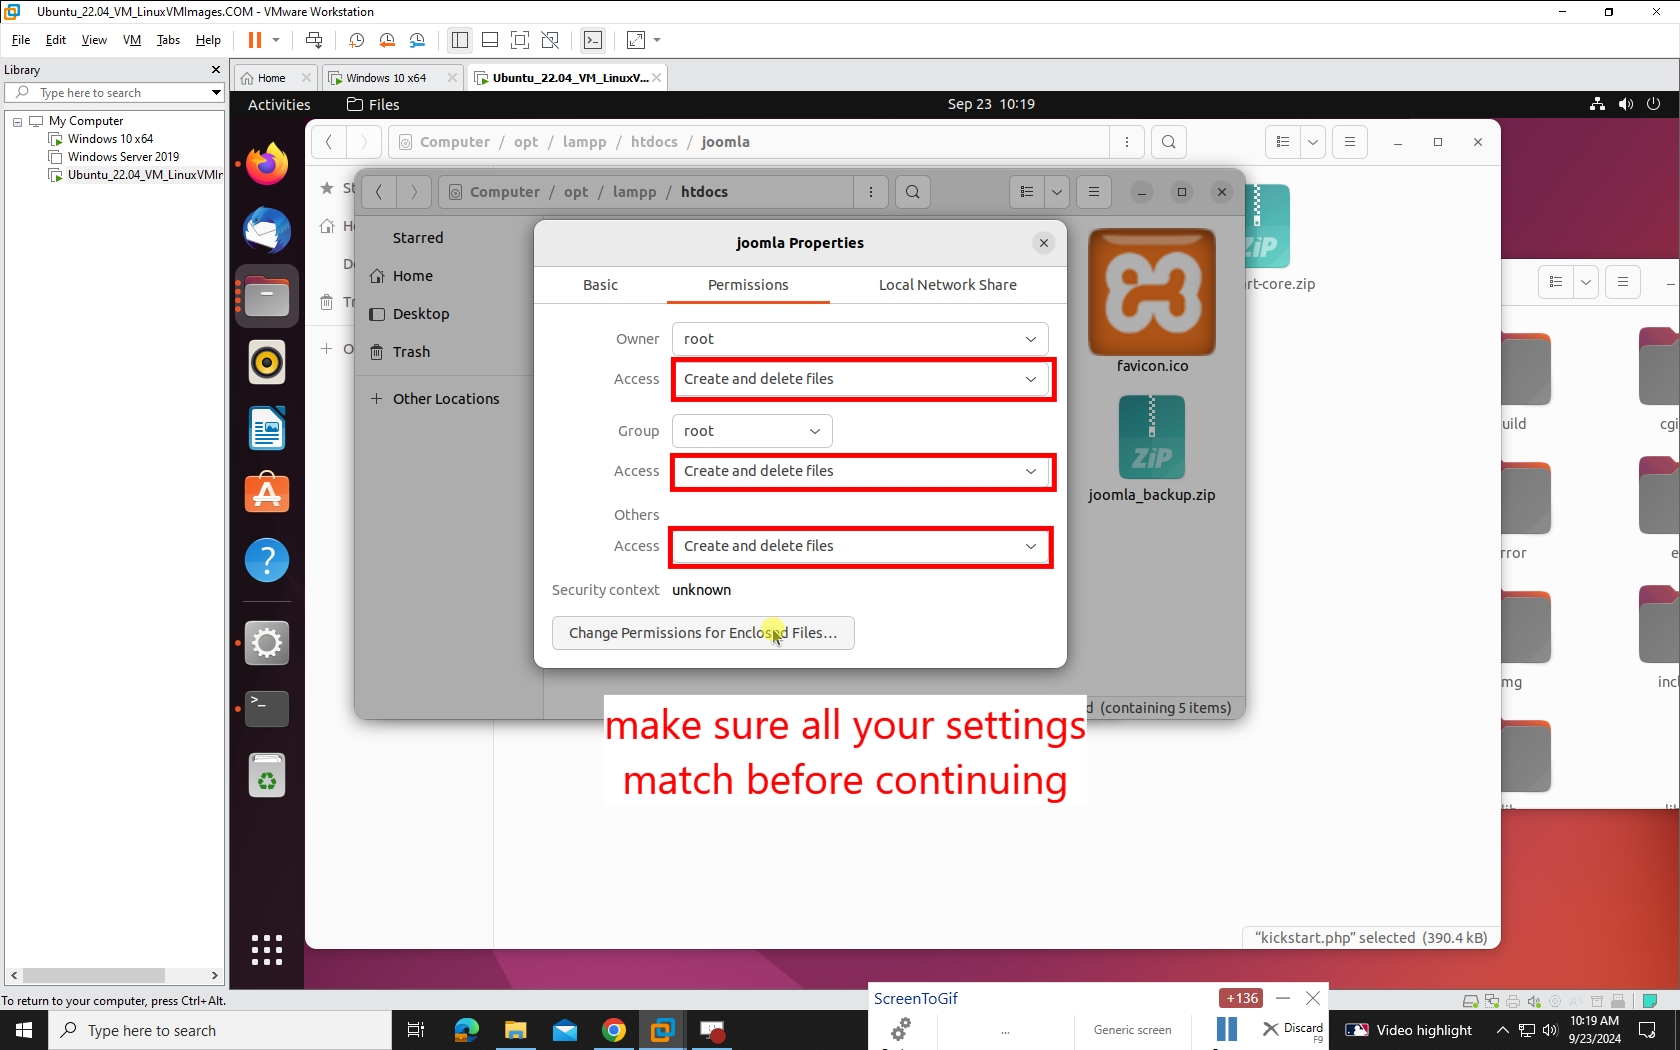 Ubuntu_22.04_VM_LinuxVMImages.COM - VMware Workstation
File Edit View VM Tabs Help
Library
Type here to search
My Computer
Windows 10 x64
Windows Server 2019
Ubuntu_22.04_VM_LinuxVMIr
Home
Windows 10 x64
Ubuntu_22.04_VM_LinuxV...
Activities
Files
Sep 23 10:19
Computer / opt / lampp / htdocs / joomla
Computer / opt / lampp / htdocs
Starred
Home
Desktop
Trash
Other Locations
joomla Properties
Basic
Permissions
Local Network Share
Owner root
Access Create and delete files
Group root
Access Create and delete files
Others
Access Create and delete files
Security context unknown
Change Permissions for Enclosed Files...
favicon.ico
ZiP
joomla_backup.zip
(containing 5 items)
rt-core.zip
uild
cgi
rror
e
mg
incl
make sure all your settings
match before continuing
"kickstart.php" selected (390.4 kB)
To return to your computer, press Ctrl+Alt.
ScreenToGif
+136
...
Generic screen
Discard
F9
Type here to search
Video highlight
10:19 AM
9/23/2024